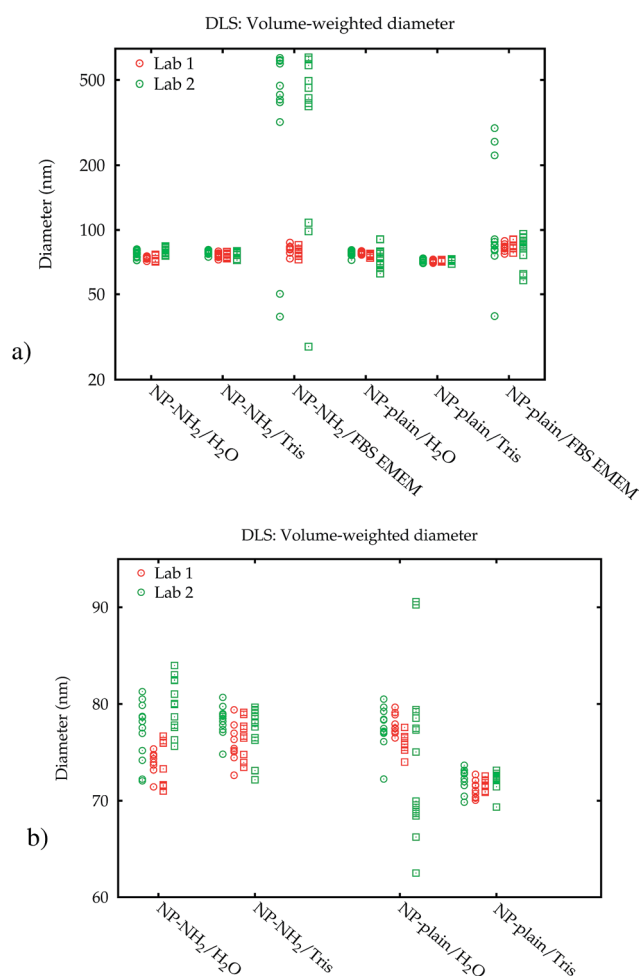 DLS: Volume-weighted diameter
Lab 1
Lab 2
500
200
100
50
20
Diameter (nm)
a)
NP-NH₂/H₂O
NP-NH₂/Tris
NP-NH₂/FBS EMEM
NP-plain/H₂O
NP-plain/Tris
NP-plain/FBS EMEM
DLS: Volume-weighted diameter
Lab 1
Lab 2
90
80
70
60
Diameter (nm)
b)
NP-NH₂/H₂O
NP-NH₂/Tris
NP-plain/H₂O
NP-plain/Tris